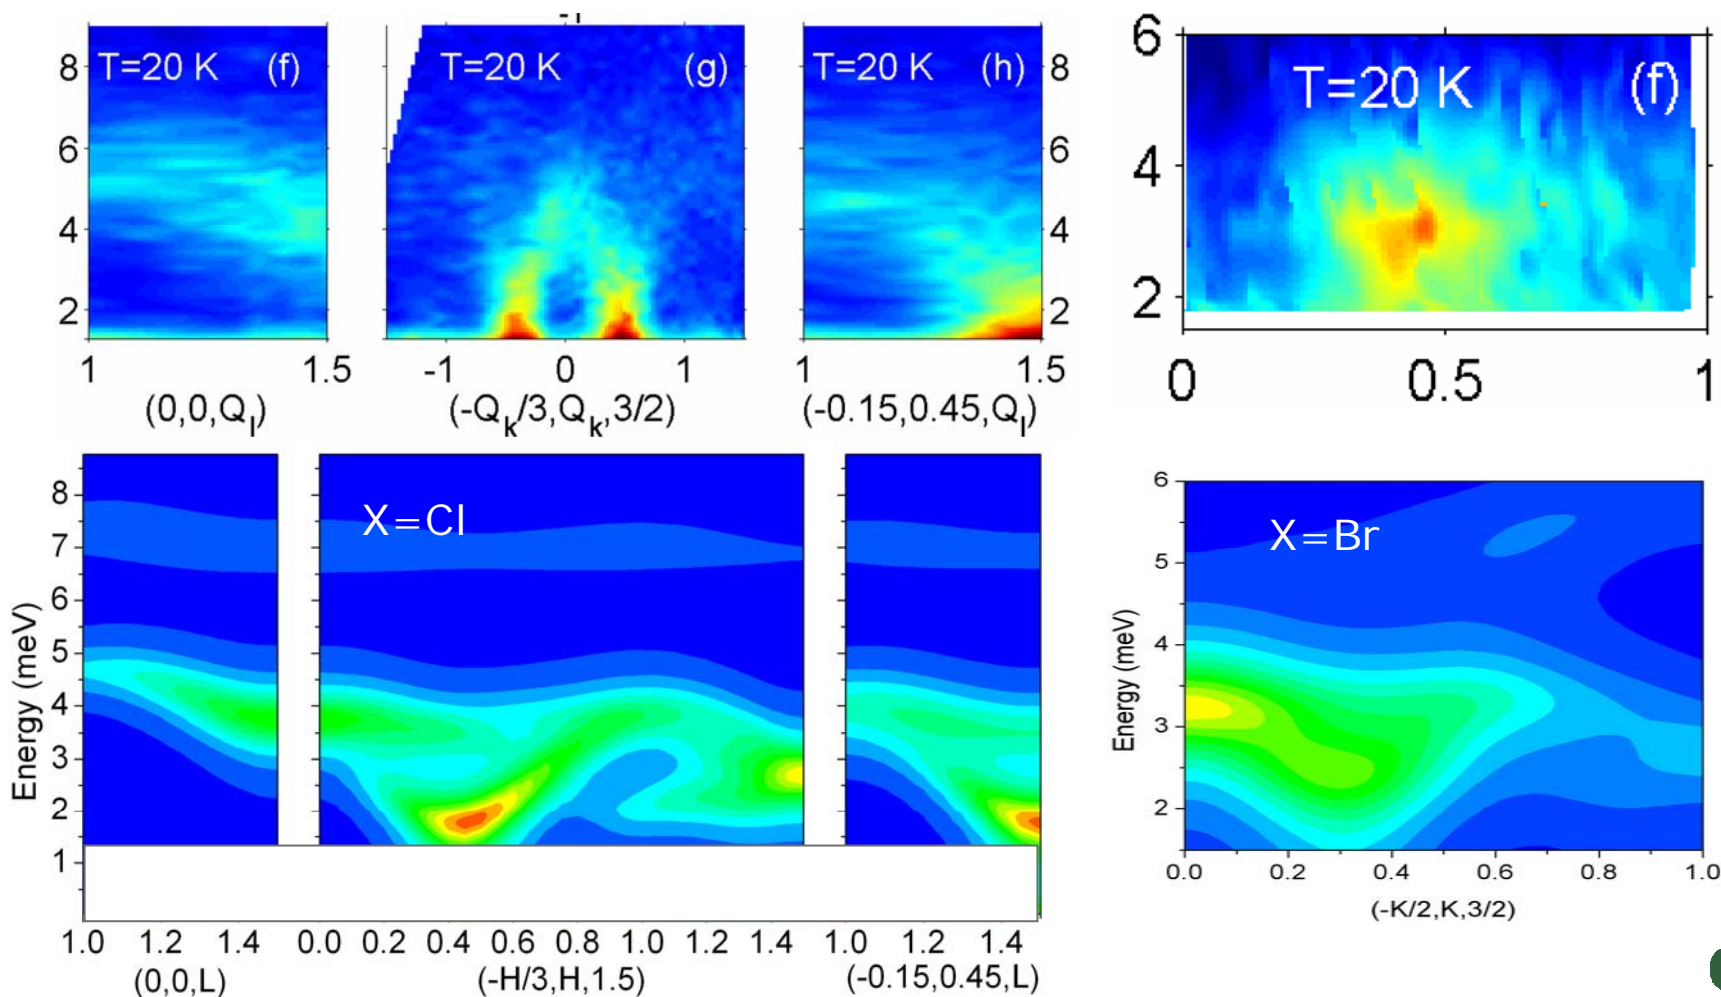 -1
T=20 K (f)
T=20 K (g)
T=20 K (h)
8 6 4 2
8 6 4 2
1 1.5
-1 0 1
1 1.5
(0,0,Qₗ)
(-Qₖ/3,Qₖ,3/2)
(-0.15,0.45,Qₗ)
6 4 2
T=20 K (f)
0 0.5 1
X=Cl
8 7 6 5 4 3 2 1
Energy (meV)
1.0 1.2 1.4
0.0 0.2 0.4 0.6 0.8 1.0 1.2 1.4
1.0 1.2 1.4
(0,0,L)
(-H/3,H,1.5)
(-0.15,0.45,L)
X=Br
6 5 4 3 2
Energy (meV)
0.0 0.2 0.4 0.6 0.8 1.0
(-K/2,K,3/2)